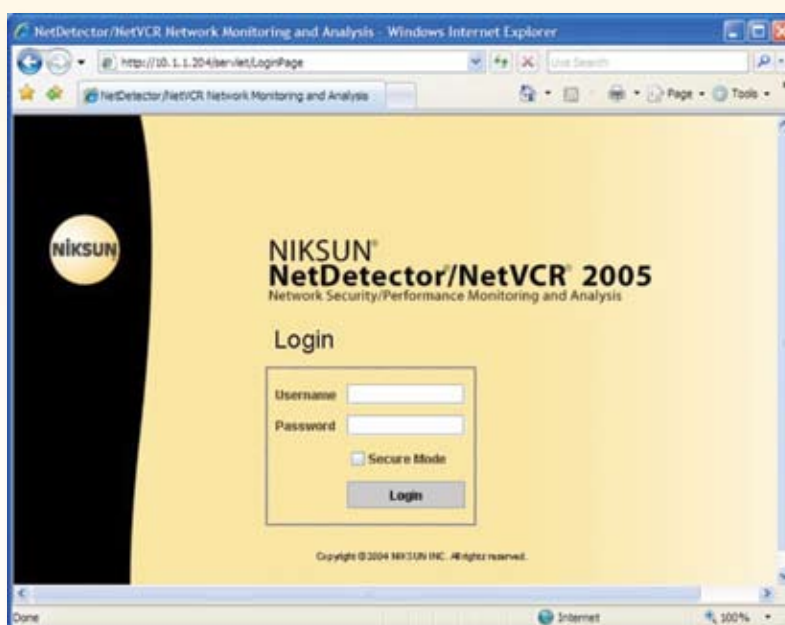 NetDetector/NetVCR Network Monitoring and Analysis - Windows Internet Explorer
http://10.1.1.204/servlet/LoginPage
Live Search
NetDetector/NetVCR Network Monitoring and Analysis
Page
Tools
NIKSUN
NIKSUN®
NetDetector®/NetVCR® 2005
Network Security/Performance Monitoring and Analysis
Login
Username
Password
Secure Mode
Login
Copyright © 2004 NIKSUN INC. All rights reserved.
Done
Internet
100%